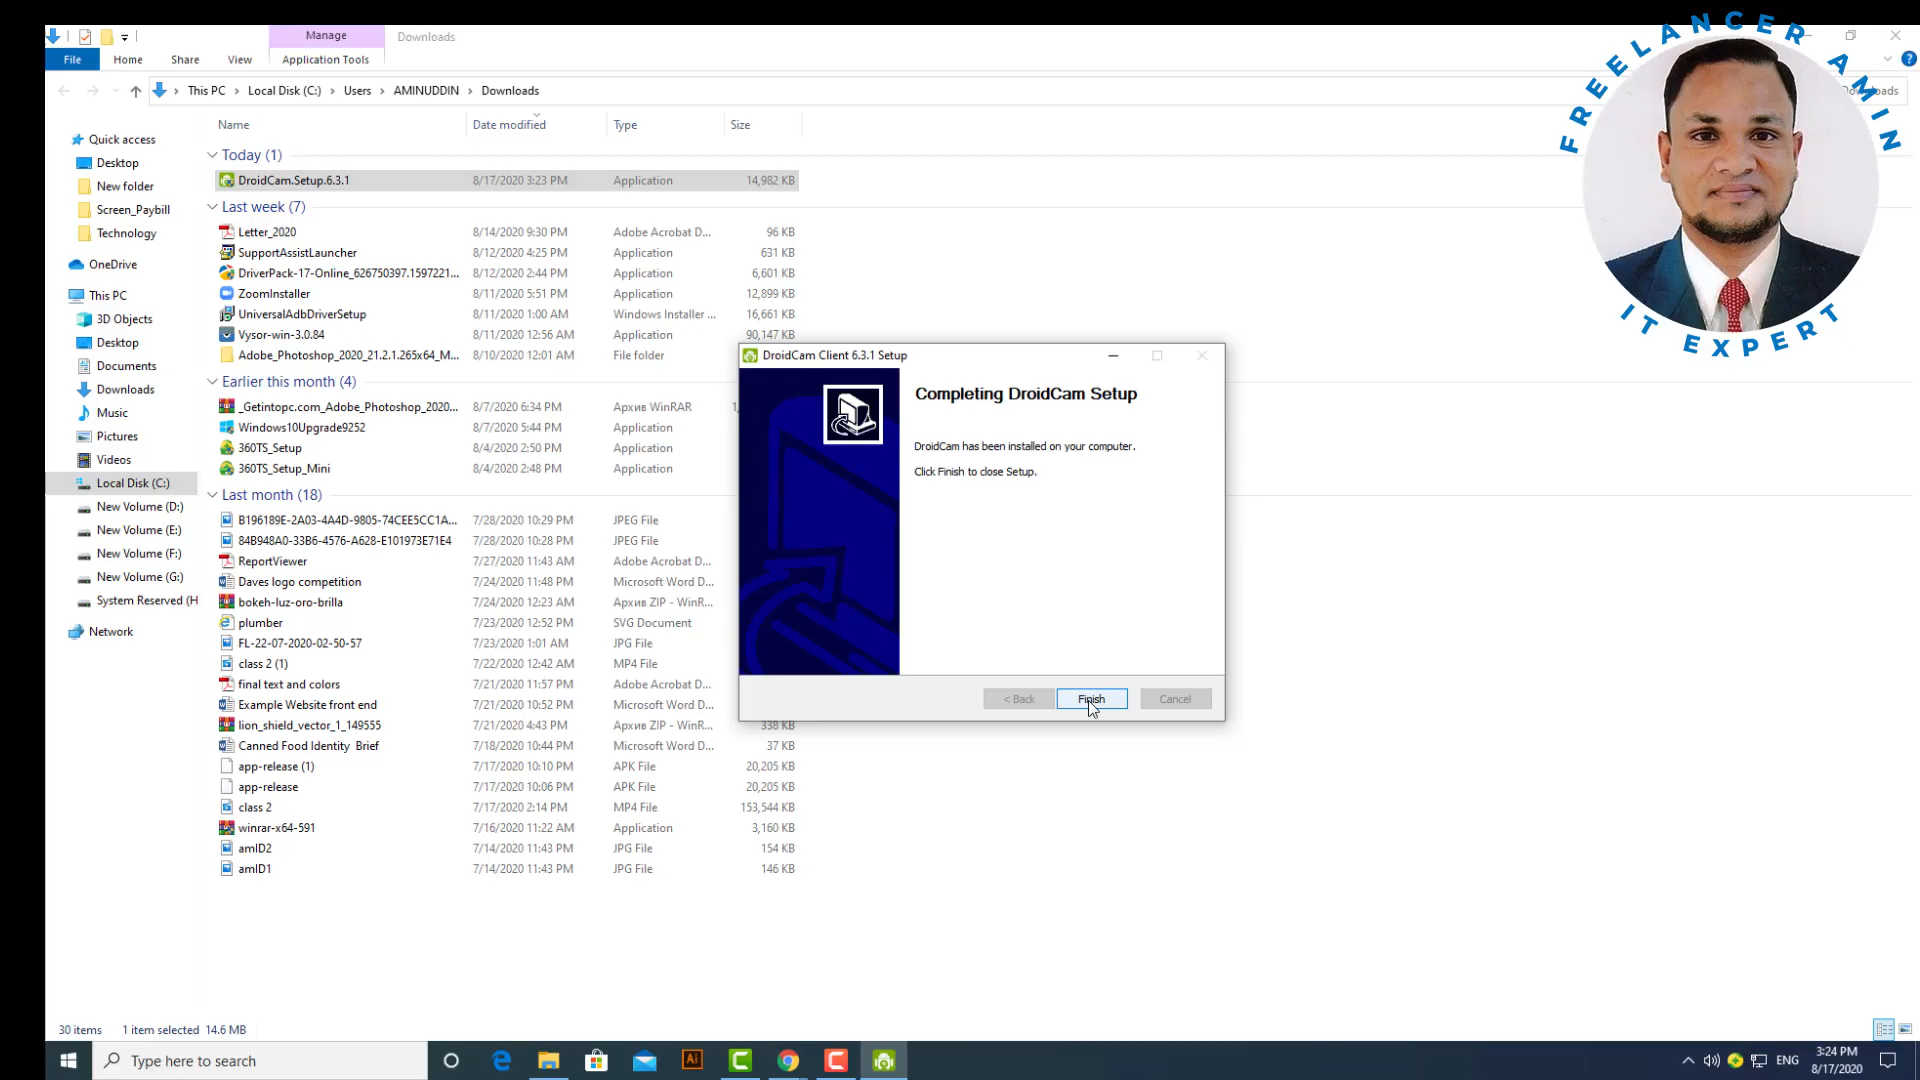 Manage
Downloads
File
Home
Share
View
Application Tools
This PC
Local Disk (C:)
Users
AMINUDDIN
Downloads
FREELANCER AMIN
IT EXPERT
Name
Date modified
Type
Size
Quick access
Desktop
New folder
Screen_Paybill
Technology
OneDrive
This PC
3D Objects
Desktop
Documents
Downloads
Music
Pictures
Videos
Local Disk (C:)
New Volume (D:)
New Volume (E:)
New Volume (F:)
New Volume (G:)
System Reserved (H
Network
Today (1)
DroidCam.Setup.6.3.1 8/17/2020 3:23 PM Application 14,982 KB
Last week (7)
Letter_2020 8/14/2020 9:30 PM Adobe Acrobat D... 96 KB
SupportAssistLauncher 8/12/2020 4:25 PM Application 631 KB
DriverPack-17-Online_626750397.1597221... 8/12/2020 2:44 PM Application 6,601 KB
ZoomInstaller 8/11/2020 5:51 PM Application 12,899 KB
UniversalAdbDriverSetup 8/11/2020 1:00 AM Windows Installer ... 16,661 KB
Vysor-win-3.0.84 8/11/2020 12:56 AM Application 90,147 KB
Adobe_Photoshop_2020_21.2.1.265x64_M... 8/10/2020 12:01 AM File folder
Earlier this month (4)
_Getintopc.com_Adobe_Photoshop_2020... 8/7/2020 6:34 PM Архив WinRAR 1,
Windows10Upgrade9252 8/7/2020 5:44 PM Application
360TS_Setup 8/4/2020 2:50 PM Application
360TS_Setup_Mini 8/4/2020 2:48 PM Application
Last month (18)
B196189E-2A03-4A4D-9805-74CEE5CC1A... 7/28/2020 10:29 PM JPEG File
84B948A0-33B6-4576-A628-E101973E71E4 7/28/2020 10:28 PM JPEG File
ReportViewer 7/27/2020 11:43 AM Adobe Acrobat D...
Daves logo competition 7/24/2020 11:48 PM Microsoft Word D...
bokeh-luz-oro-brilla 7/24/2020 12:23 AM Архив ZIP - WinR...
plumber 7/23/2020 12:52 PM SVG Document
FL-22-07-2020-02-50-57 7/23/2020 1:01 AM JPG File
class 2 (1) 7/22/2020 12:42 AM MP4 File
final text and colors 7/21/2020 11:57 PM Adobe Acrobat D...
Example Website front end 7/21/2020 10:52 PM Microsoft Word D...
lion_shield_vector_1_149555 7/21/2020 4:43 PM Архив ZIP - WinR... 338 KB
Canned Food Identity Brief 7/18/2020 10:44 PM Microsoft Word D... 37 KB
app-release (1) 7/17/2020 10:10 PM APK File 20,205 KB
app-release 7/17/2020 10:06 PM APK File 20,205 KB
class 2 7/17/2020 2:14 PM MP4 File 153,544 KB
winrar-x64-591 7/16/2020 11:22 AM Application 3,160 KB
amID2 7/14/2020 11:43 PM JPG File 154 KB
amID1 7/14/2020 11:43 PM JPG File 146 KB
DroidCam Client 6.3.1 Setup
Completing DroidCam Setup
DroidCam has been installed on your computer.
Click Finish to close Setup.
< Back
Finish
Cancel
30 items
1 item selected 14.6 MB
Type here to search
Ai
ENG
3:24 PM
8/17/2020